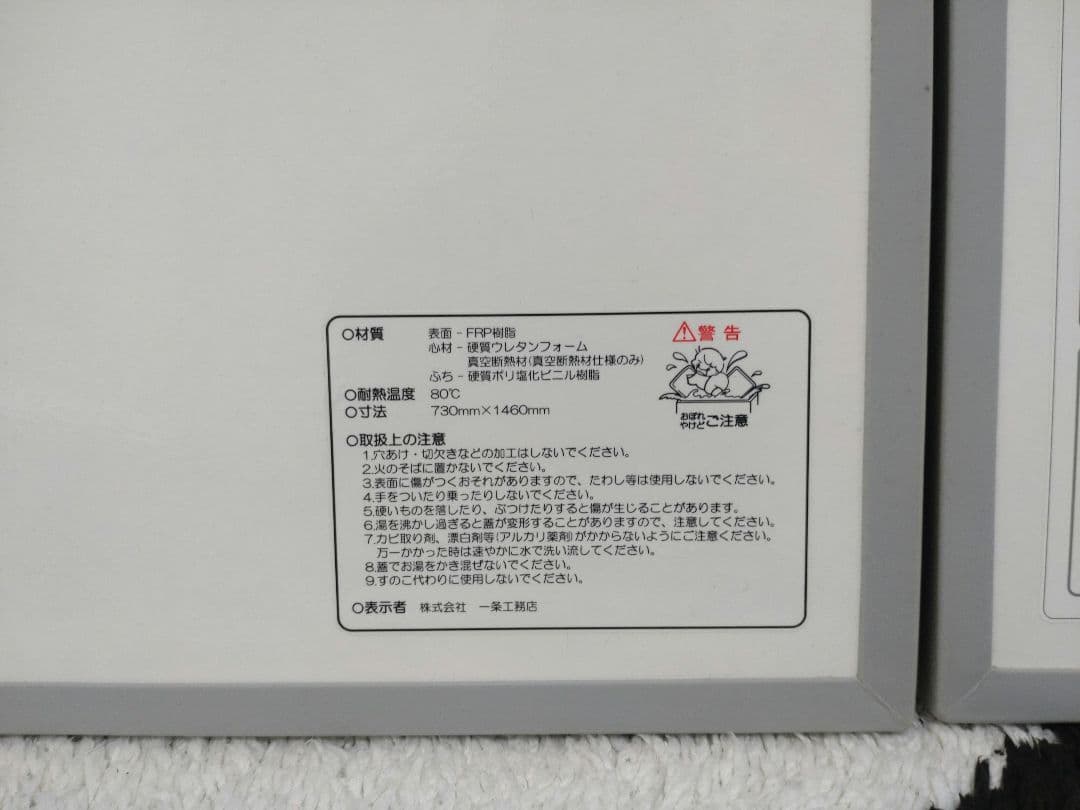 ○材質 表面 - FRP樹脂
心材 - 硬質ウレタンフォーム
真空断熱材(真空断熱材仕様のみ)
ふち - 硬質ポリ塩化ビニル樹脂
○耐熱温度 80℃
○寸法 730mm×1460mm
⚠警告
おぼれ
やけど
ご注意
○取扱上の注意
1.穴あけ・切欠きなどの加工はしないでください。
2.火のそばに置かないでください。
3.表面に傷がつくおそれがありますので、たわし等は使用しないでください。
4.手をついたり乗ったりしないでください。
5.硬いものを落したり、ぶつけたりすると傷が生じることがあります。
6.湯を沸かし過ぎると蓋が変形することがありますので、注意してください。
7.カビ取り剤、漂白剤等(アルカリ薬剤)がかからないようにご注意ください。
万一かかった時は速やかに水で洗い流してください。
8.蓋でお湯をかき混ぜないでください。
9.すのこ代わりに使用しないでください。
○表示者 株式会社 一条工務店